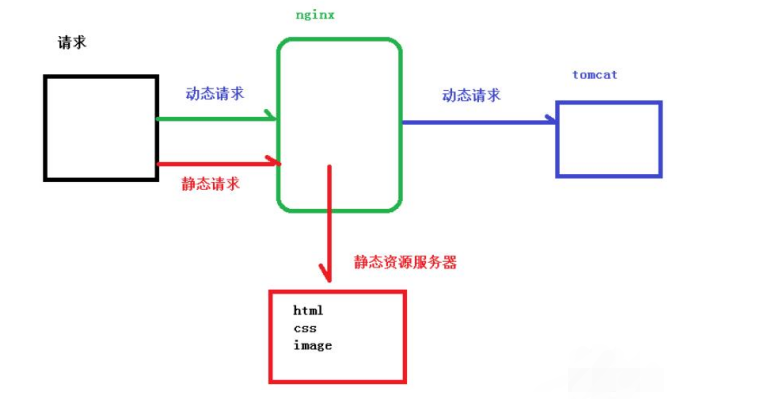 nginx
请求
tomcat
动态请求
动态请求
静态请求
静态资源服务器
html
css
image